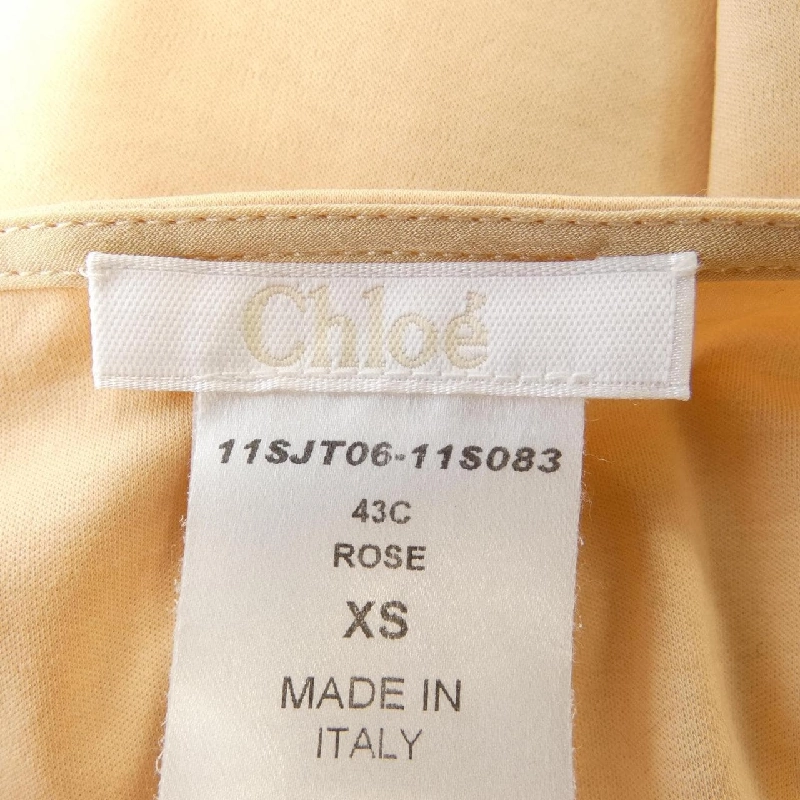 Chloé
11SJT06-11S083
43C
ROSE
XS
MADE IN
ITALY